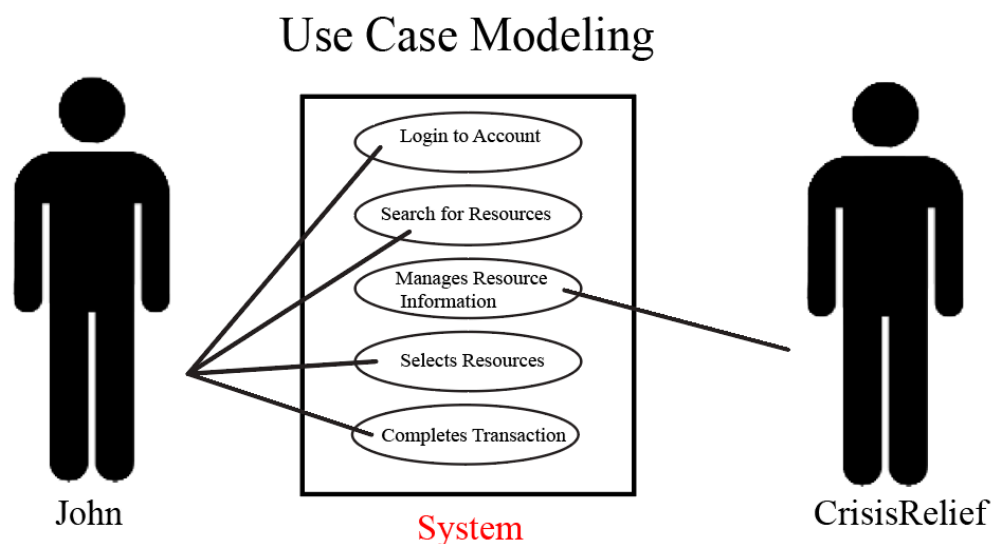 Use Case Modeling
Login to Account
Search for Resources
Manages Resource
Information
Selects Resources
Completes Transaction
John
System
CrisisRelief